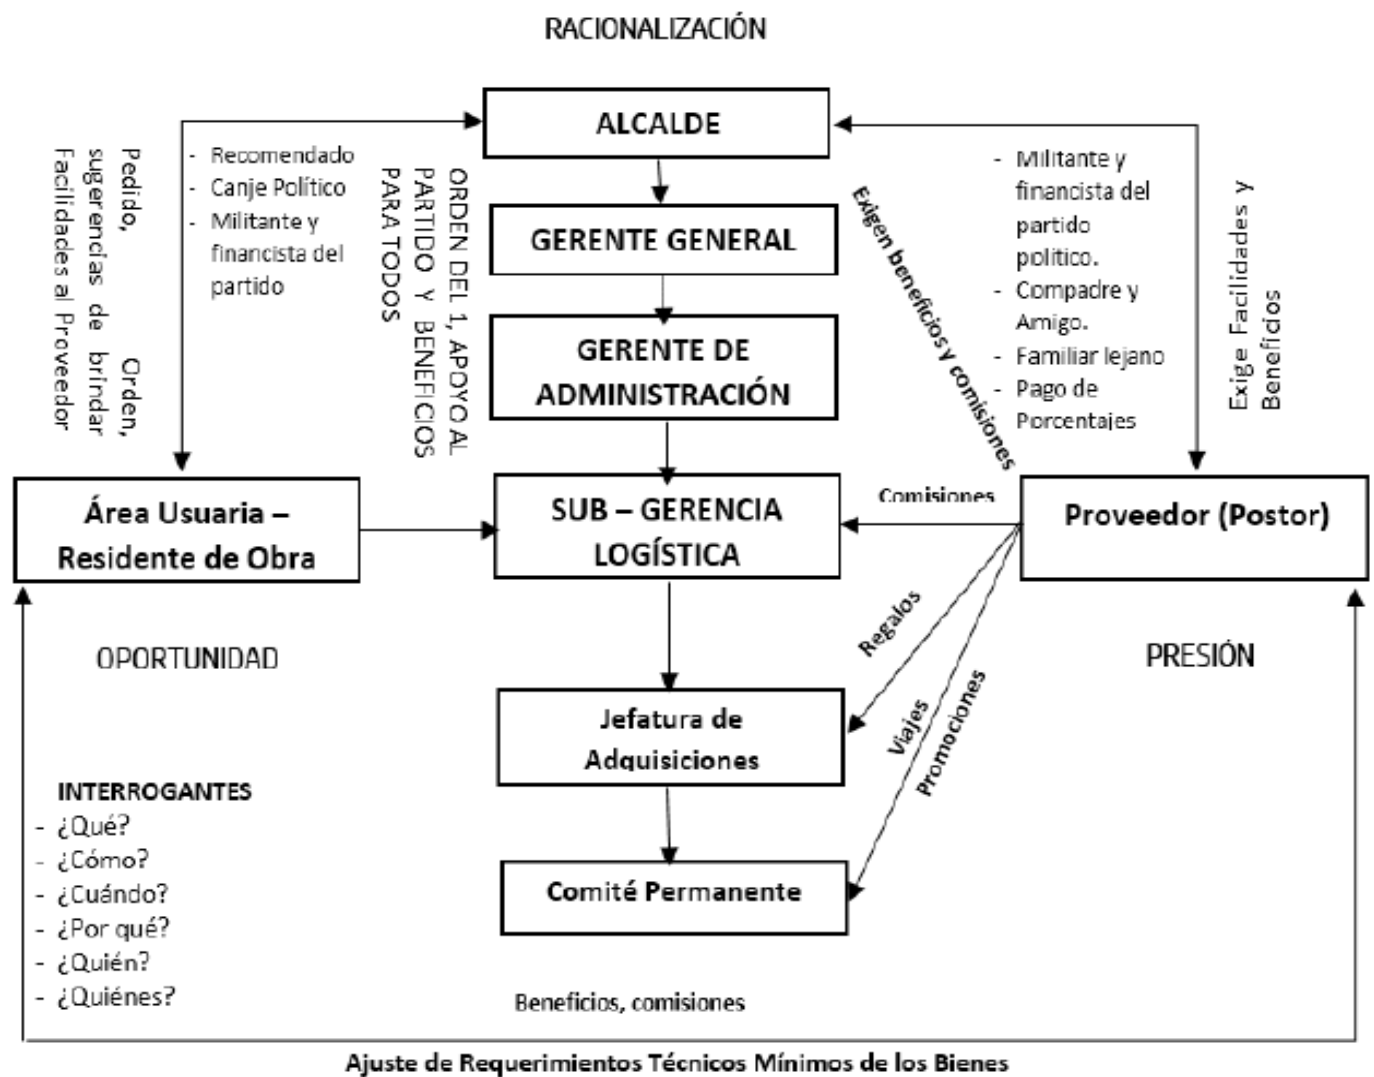 RACIONALIZACIÓN
ALCALDE
Pedido, Orden,
sugerencias de brindar
Facilidades al Proveedor
- Recomendado
- Canje Político
- Militante y
financista del
partido
ORDEN DEL 1, APOYO AL
PARTIDO Y BENEFICIOS
PARA TODOS
GERENTE GENERAL
GERENTE DE
ADMINISTRACIÓN
Exigen beneficios y comisiones
- Militante y
financista del
partido
politico.
- Compadre y
Amigo.
- Familiar lejano
- Pago de
Porcentajes
Exige Facilidades y
Beneficios
Área Usuaria –
Residente de Obra
SUB – GERENCIA
LOGÍSTICA
Comisiones
Proveedor (Postor)
OPORTUNIDAD
Regalos
Viajes
Promociones
PRESIÓN
Jefatura de
Adquisiciones
INTERROGANTES
- ¿Qué?
- ¿Cómo?
- ¿Cuándo?
- ¿Por qué?
- ¿Quién?
- ¿Quiénes?
Comité Permanente
Beneficios, comisiones
Ajuste de Requerimientos Técnicos Mínimos de los Bienes